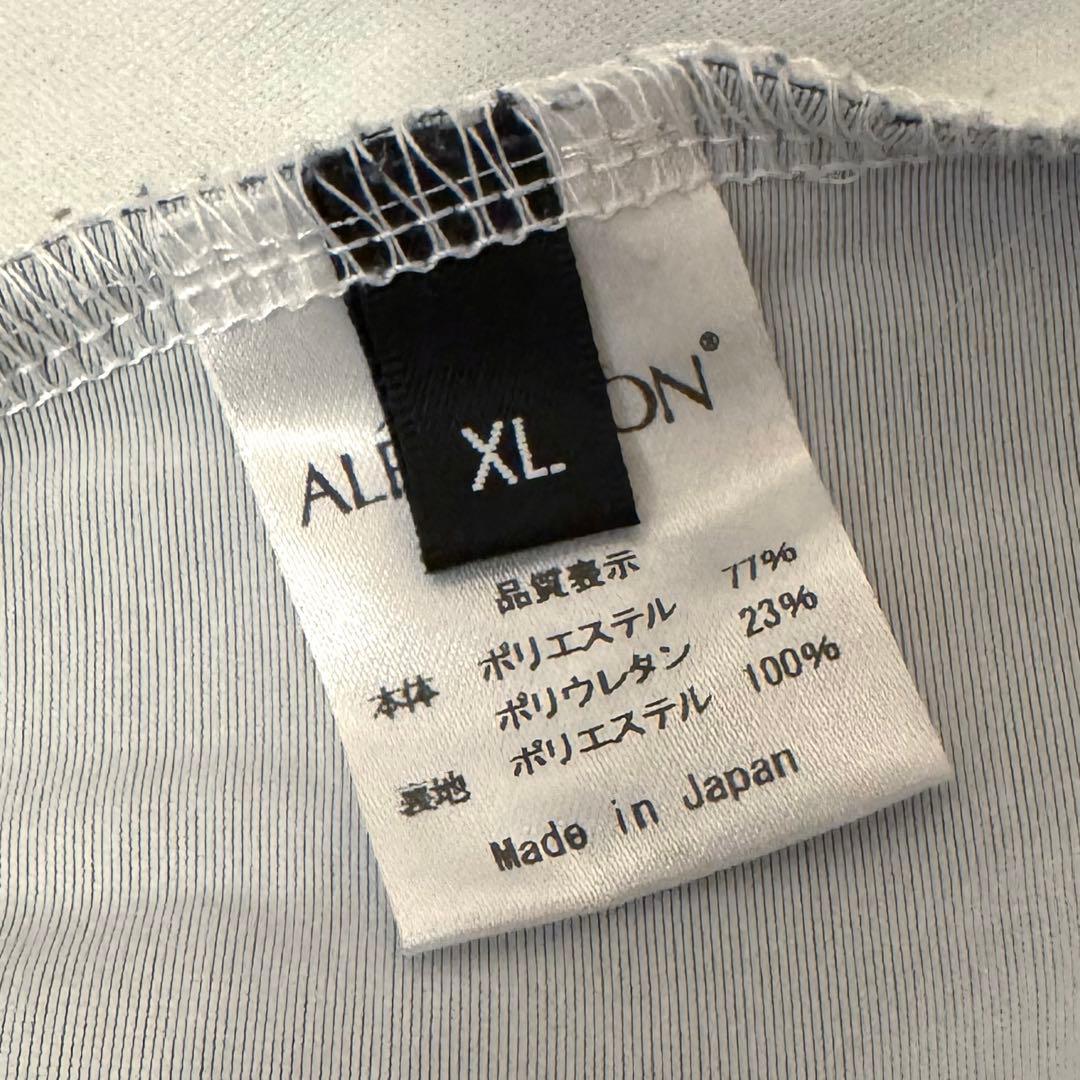 XL
®
品質表示
本体 ポリエステル 77%
ポリウレタン 23%
裏地 ポリエステル 100%
Made in Japan